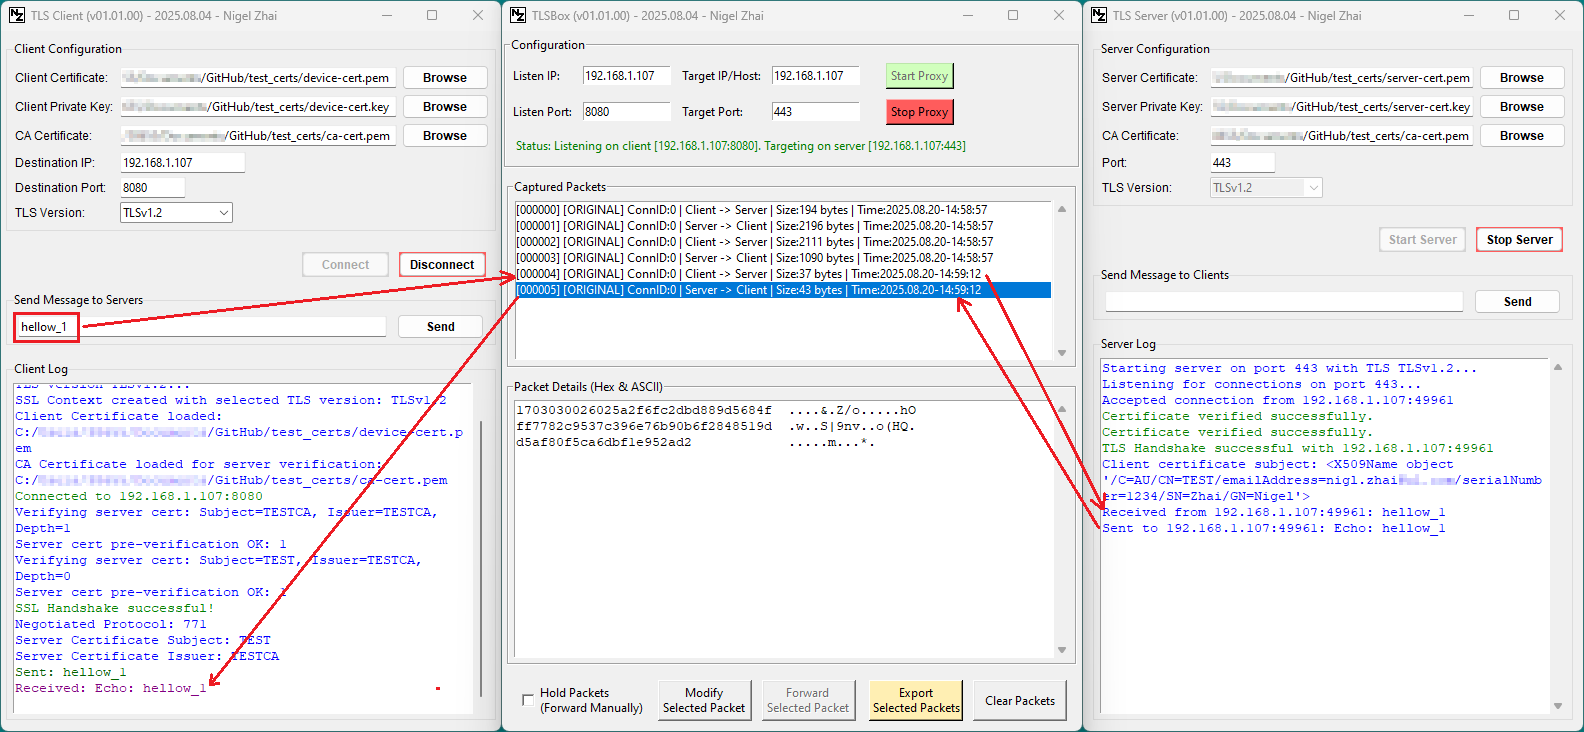 NZ TLS Client (v01.01.00) - 2025.08.04 - Nigel Zhai
Client Configuration
Client Certificate: /GitHub/test_certs/device-cert.pem Browse
Client Private Key: /GitHub/test_certs/device-cert.key Browse
CA Certificate: /GitHub/test_certs/ca-cert.pem Browse
Destination IP: 192.168.1.107
Destination Port: 8080
TLS Version: TLSv1.2
Connect Disconnect
Send Message to Servers
hellow_1 Send
Client Log
TLS version TLSv1.2...
SSL Context created with selected TLS version: TLSv1.2
Client Certificate loaded:
C:/ /GitHub/test_certs/device-cert.p
em
CA Certificate loaded for server verification:
C:/ /GitHub/test_certs/ca-cert.pem
Connected to 192.168.1.107:8080
Verifying server cert: Subject=TESTCA, Issuer=TESTCA,
Depth=1
Server cert pre-verification OK: 1
Verifying server cert: Subject=TEST, Issuer=TESTCA,
Depth=0
Server cert pre-verification OK: 1
SSL Handshake successful!
Negotiated Protocol: 771
Server Certificate Subject: TEST
Server Certificate Issuer: TESTCA
Sent: hellow_1
Received: Echo: hellow_1
NZ TLSBox (v01.01.00) - 2025.08.04 - Nigel Zhai
Configuration
Listen IP: 192.168.1.107 Target IP/Host: 192.168.1.107 Start Proxy
Listen Port: 8080 Target Port: 443 Stop Proxy
Status: Listening on client [192.168.1.107:8080]. Targeting on server [192.168.1.107:443]
Captured Packets
[000000] [ORIGINAL] ConnID:0 | Client -> Server | Size:194 bytes | Time:2025.08.20-14:58:57
[000001] [ORIGINAL] ConnID:0 | Server -> Client | Size:2196 bytes | Time:2025.08.20-14:58:57
[000002] [ORIGINAL] ConnID:0 | Client -> Server | Size:2111 bytes | Time:2025.08.20-14:58:57
[000003] [ORIGINAL] ConnID:0 | Server -> Client | Size:1090 bytes | Time:2025.08.20-14:58:57
[000004] [ORIGINAL] ConnID:0 | Client -> Server | Size:37 bytes | Time:2025.08.20-14:59:12
[000005] [ORIGINAL] ConnID:0 | Server -> Client | Size:43 bytes | Time:2025.08.20-14:59:12
Packet Details (Hex & ASCII)
1703030026025a2f6fc2dbd889d5684f ....&.Z/o.....hO
ff7782c9537c396e76b90b6f2848519d .w..S|9nv..o(HQ.
d5af80f5ca6dbf1e952ad2 .....m...*.
Hold Packets
(Forward Manually)
Modify
Selected Packet
Forward
Selected Packet
Export
Selected Packets
Clear Packets
NZ TLS Server (v01.01.00) - 2025.08.04 - Nigel Zhai
Server Configuration
Server Certificate: /GitHub/test_certs/server-cert.pem Browse
Server Private Key: /GitHub/test_certs/server-cert.key Browse
CA Certificate: /GitHub/test_certs/ca-cert.pem Browse
Port: 443
TLS Version: TLSv1.2
Start Server Stop Server
Send Message to Clients
Send
Server Log
Starting server on port 443 with TLS TLSv1.2...
Listening for connections on port 443...
Accepted connection from 192.168.1.107:49961
Certificate verified successfully.
Certificate verified successfully.
TLS Handshake successful with 192.168.1.107:49961
Client certificate subject: <X509Name object
'/C=AU/CN=TEST/emailAddress=nigl.zhai /serialNumb
er=1234/SN=Zhai/GN=Nigel'>
Received from 192.168.1.107:49961: hellow_1
Sent to 192.168.1.107:49961: Echo: hellow_1